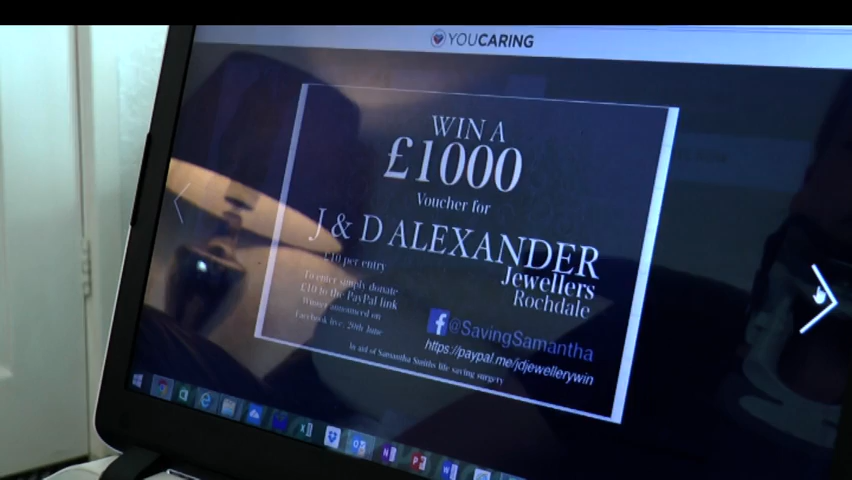 YOUCARING
WIN A
£1000
Voucher for
J & D ALEXANDER
Jewellers
Rochdale
£10 per entry
To enter simply donate
£10 to the PayPal link
Winner announced on
Facebook live: 20th June
@SavingSamantha
https://paypal.me/jdjewellerywin
in aid of Samantha Smiths life saving surgery